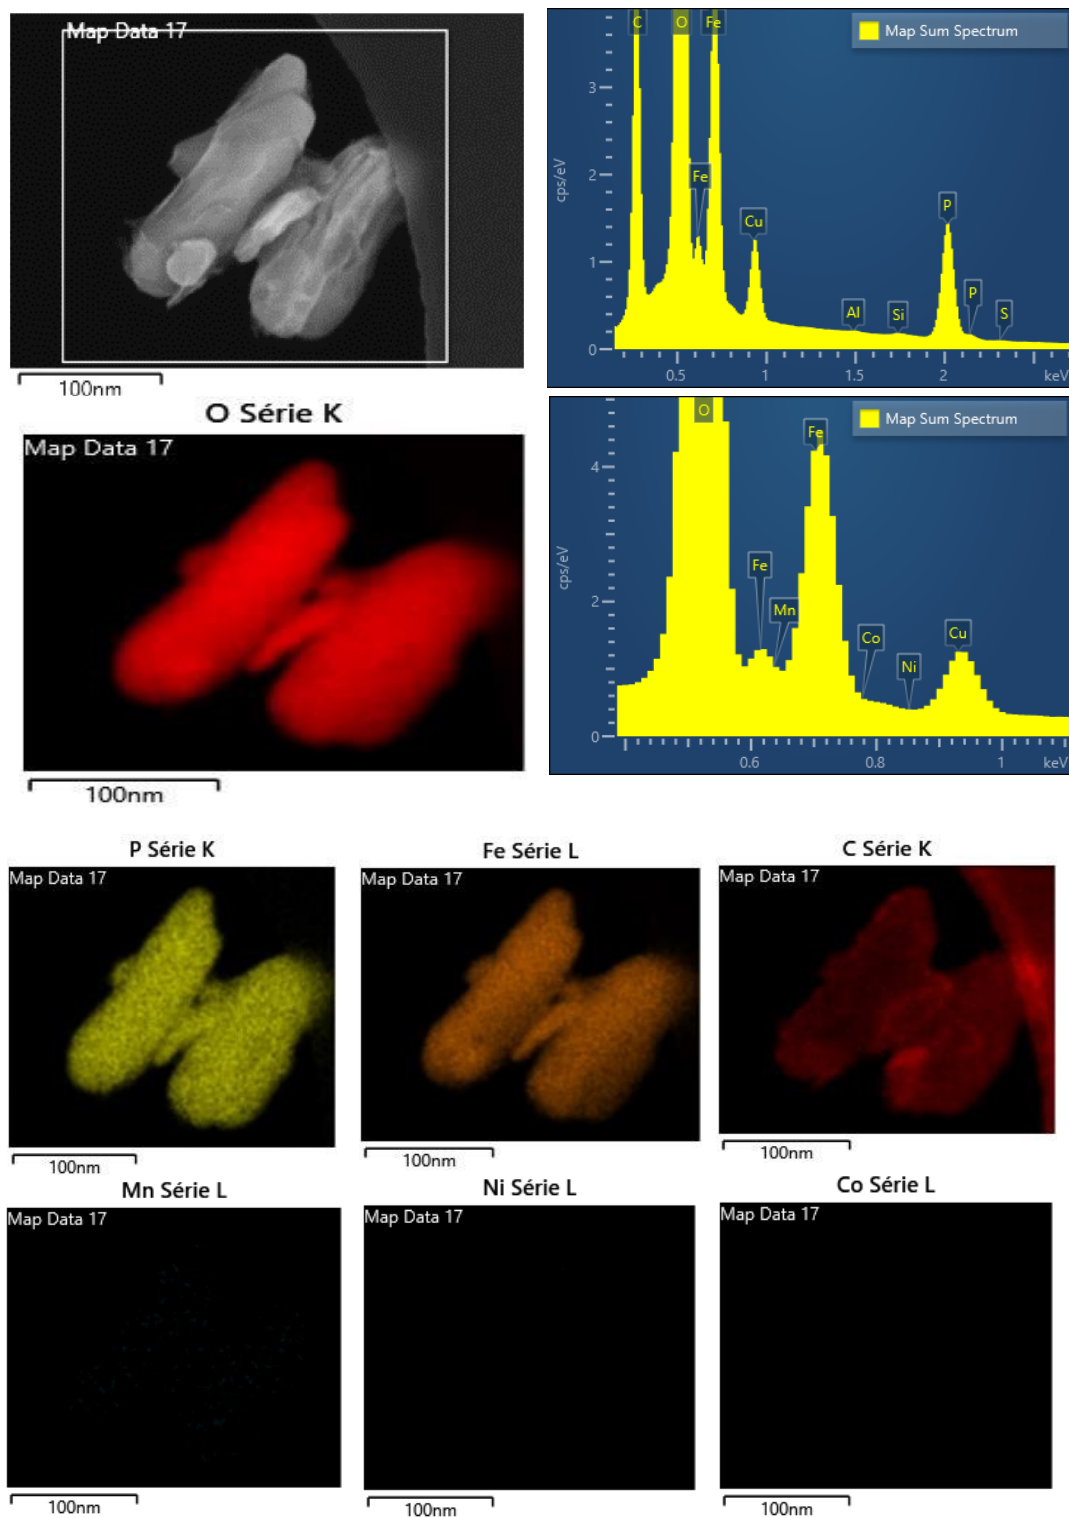 Map Data 17
100nm
C
O
Fe
Fe
Cu
Al
Si
P
P
S
Map Sum Spectrum
cps/eV
3
2
1
0
0.5
1
1.5
2
keV
O Série K
Map Data 17
100nm
O
Fe
Fe
Mn
Co
Ni
Cu
Map Sum Spectrum
cps/eV
4
2
0
0.6
0.8
1
keV
P Série K
Map Data 17
100nm
Fe Série L
Map Data 17
100nm
C Série K
Map Data 17
100nm
Mn Série L
Map Data 17
100nm
Ni Série L
Map Data 17
100nm
Co Série L
Map Data 17
100nm